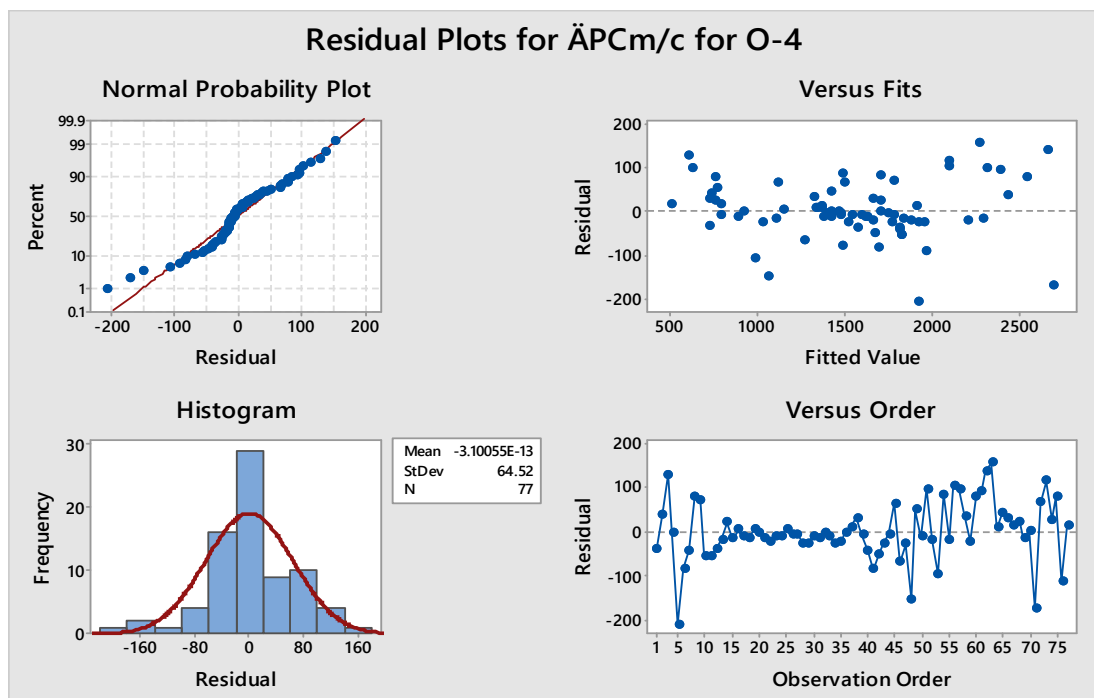 Residual Plots for ÄPCm/c for O-4
Normal Probability Plot
99.9
99
90
50
10
1
0.1
Percent
-200 -100 0 100 200
Residual
Versus Fits
200
100
0
-100
-200
Residual
500 1000 1500 2000 2500
Fitted Value
Histogram
30
20
10
0
Frequency
-160 -80 0 80 160
Residual
Mean -3.10055E-13
StDev 64.52
N 77
Versus Order
200
100
0
-100
-200
Residual
1 5 10 15 20 25 30 35 40 45 50 55 60 65 70 75
Observation Order